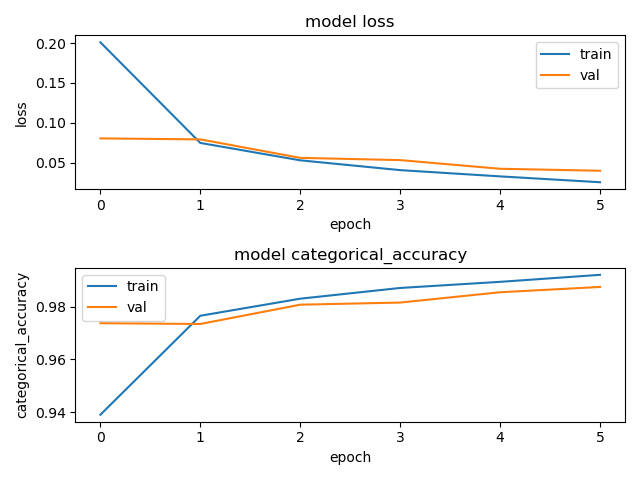 model loss
0.20
0.15
0.10
0.05
loss
train
val
0 1 2 3 4 5
epoch
model categorical_accuracy
0.98
0.96
0.94
categorical_accuracy
train
val
0 1 2 3 4 5
epoch